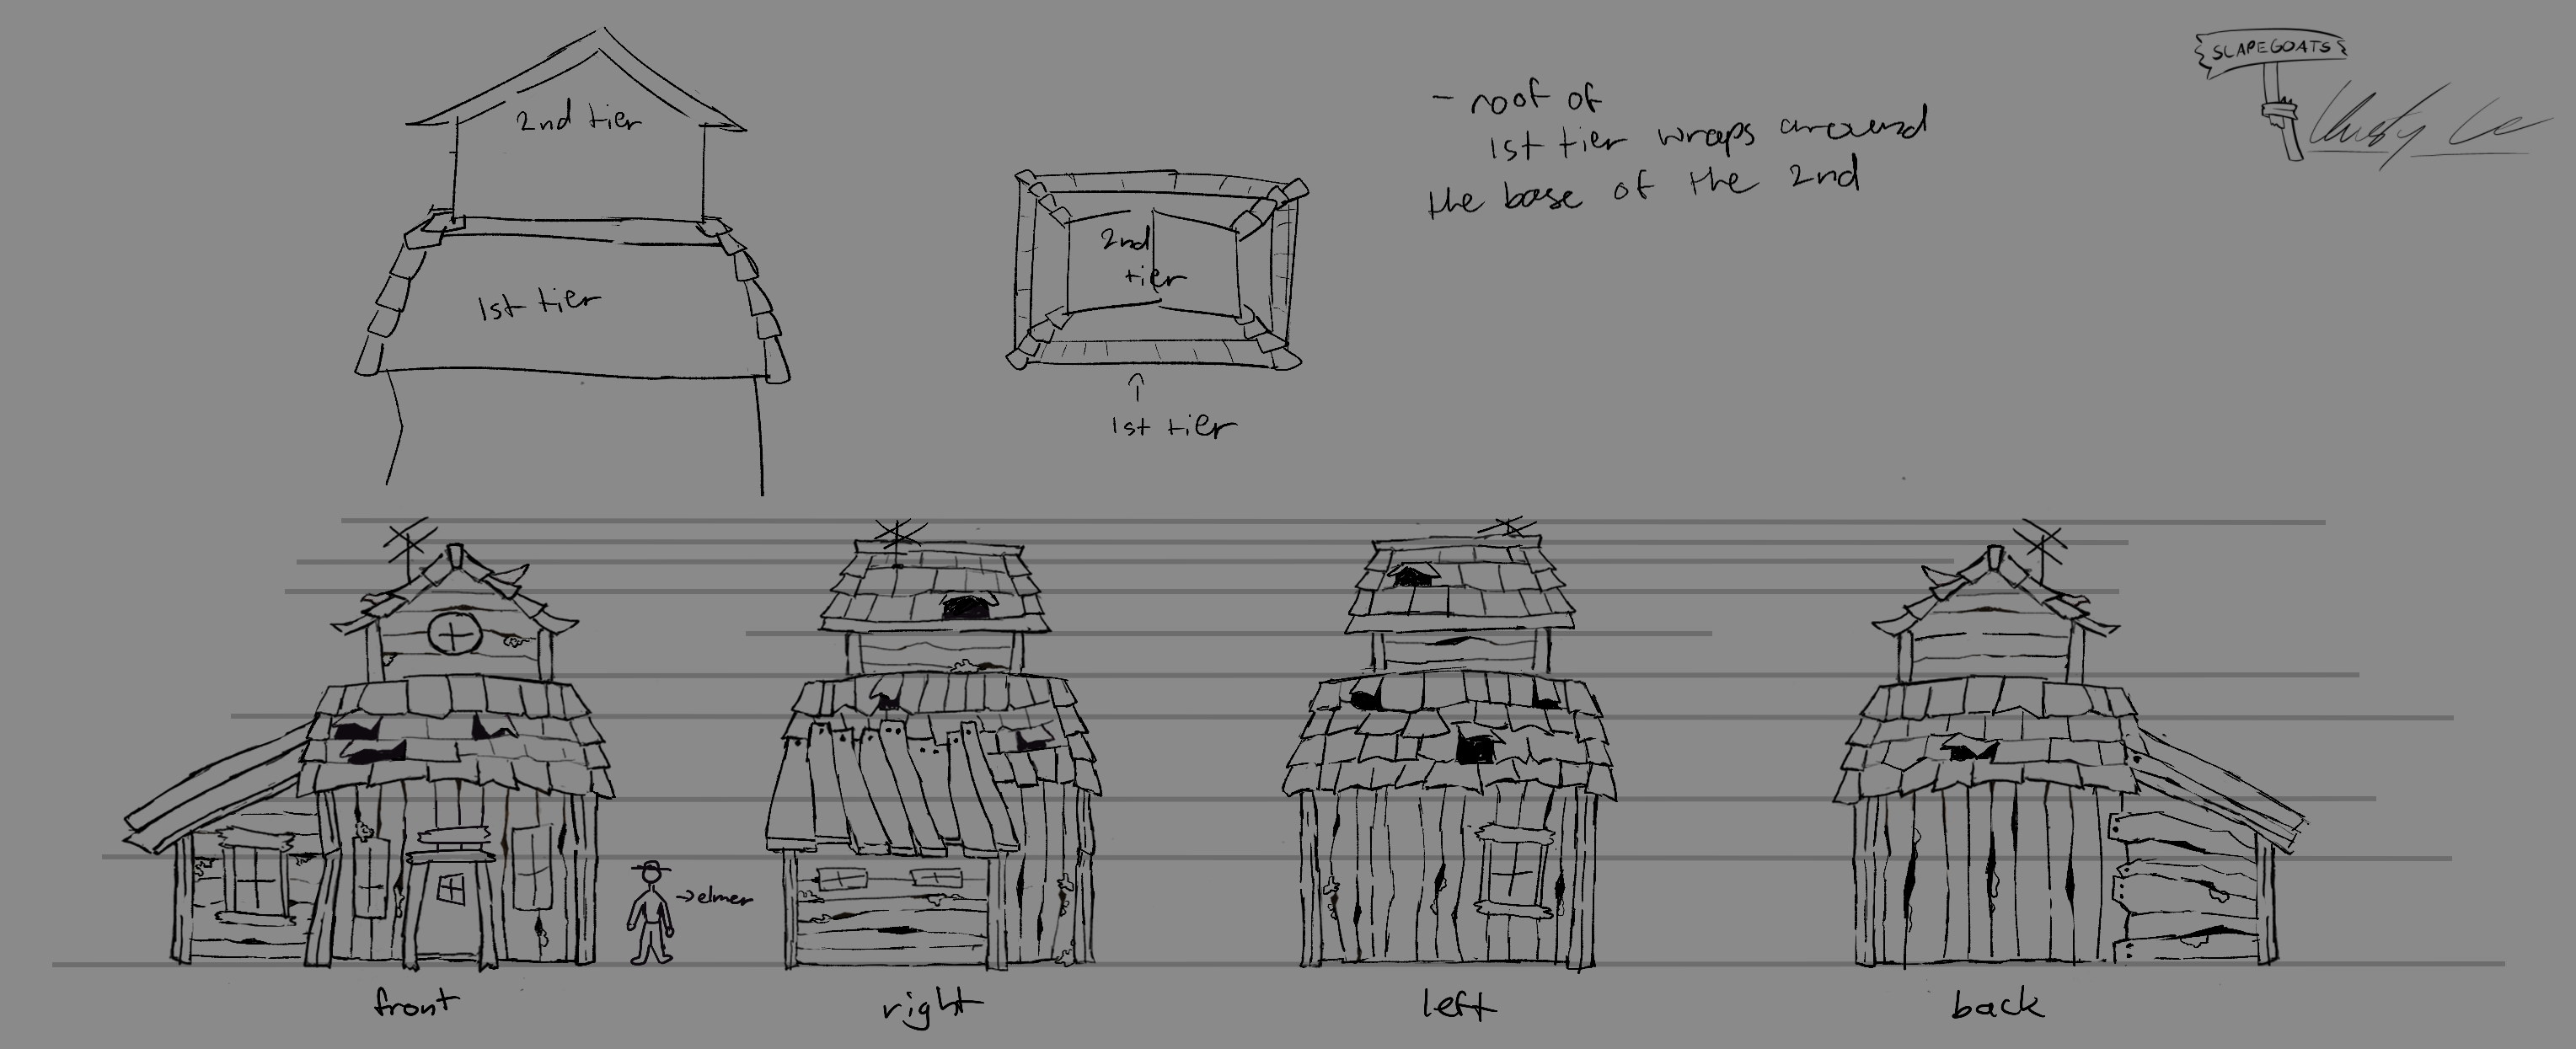 2nd tier
1st tier
2nd
tier
1st tier
- roof of
1st tier wraps around
the base of the 2nd
SCAPEGOATS
→ elmer
front
right
left
back